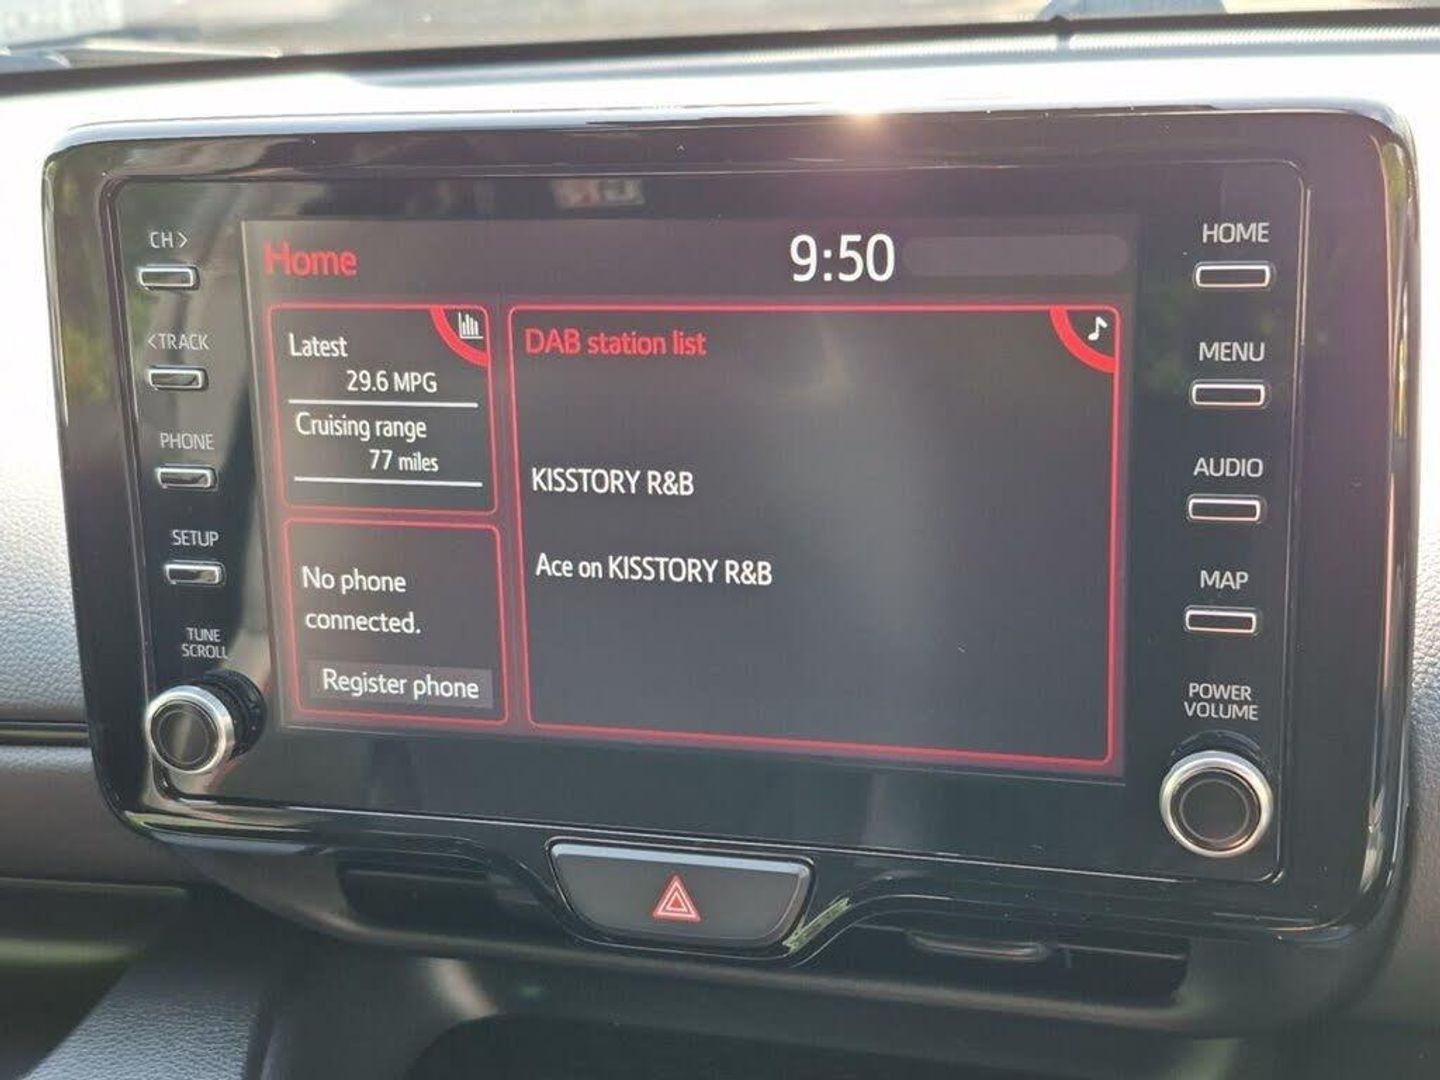 CH>
<TRACK
PHONE
SETUP
TUNE
SCROLL
Home
9:50
Latest
29.6 MPG
Cruising range
77 miles
No phone
connected.
Register phone
DAB station list
KISSTORY R&B
Ace on KISSTORY R&B
HOME
MENU
AUDIO
MAP
POWER
VOLUME